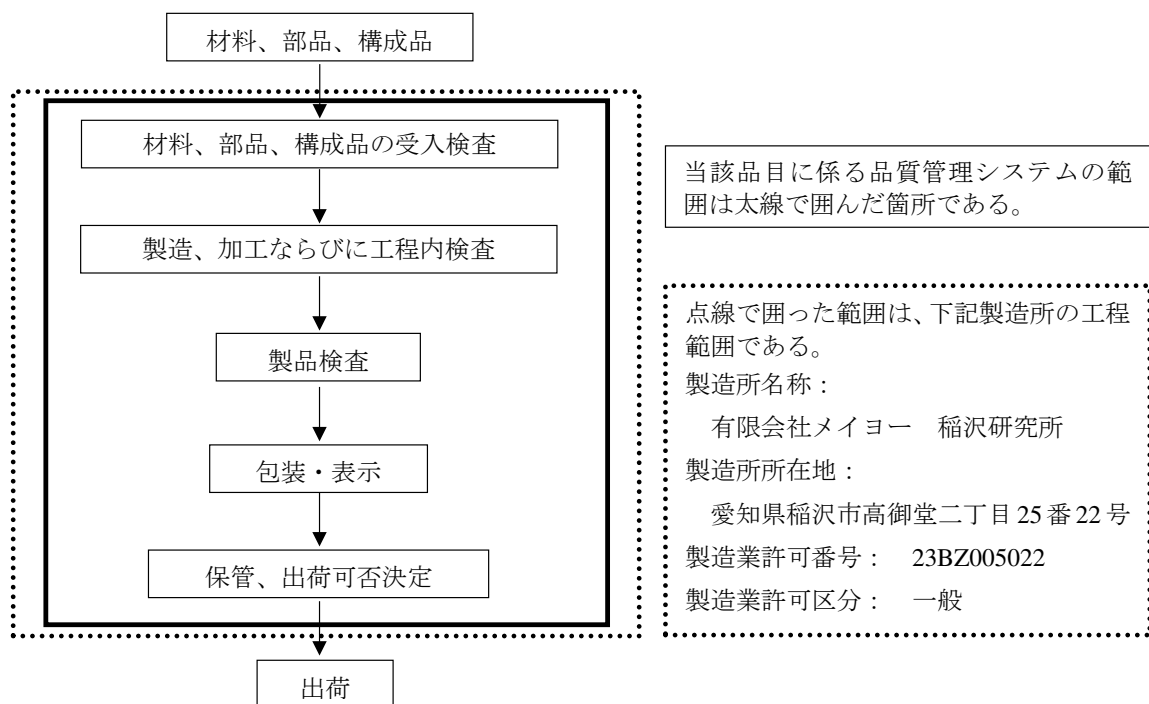 材料、部品、構成品
材料、部品、構成品の受入検査
製造、加工ならびに工程内検査
製品検査
包装・表示
保管、出荷可否決定
出荷
当該品目に係る品質管理システムの範
囲は太線で囲んだ箇所である。
点線で囲った範囲は、下記製造所の工程
範囲である。
製造所名称：
有限会社メイヨー　稲沢研究所
製造所所在地：
愛知県稲沢市高御堂二丁目 25 番 22 号
製造業許可番号：　23BZ005022
製造業許可区分：　一般